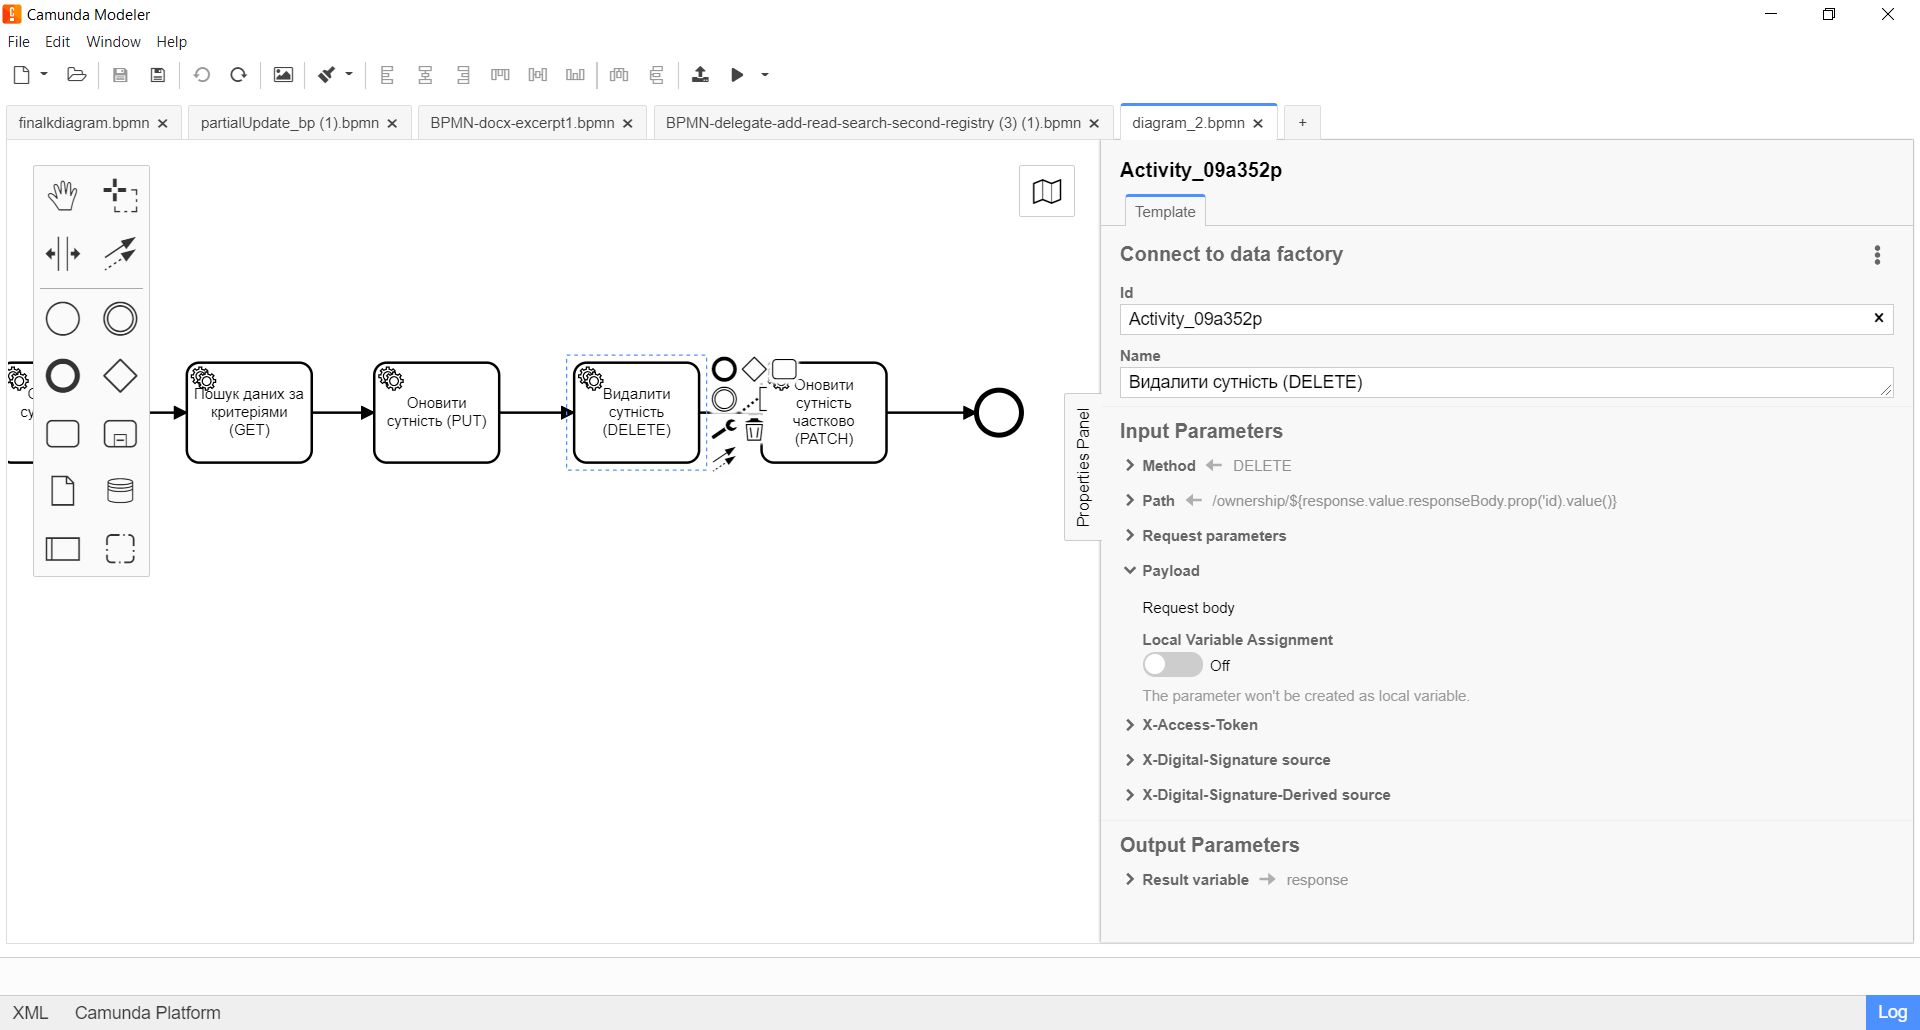 Camunda Modeler
File Edit Window Help
finalkdiagram.bpmn
partialUpdate_bp (1).bpmn
BPMN-docx-excerpt1.bpmn
BPMN-delegate-add-read-search-second-registry (3) (1).bpmn
diagram_2.bpmn
+
Пошук даних за
критеріями
(GET)
Оновити
сутність (PUT)
Видалити
сутність
(DELETE)
Оновити
сутність
частково
(PATCH)
Properties Panel
Activity_09a352p
Template
Connect to data factory
Id
Activity_09a352p
Name
Видалити сутність (DELETE)
Input Parameters
Method DELETE
Path /ownership/${response.value.responseBody.prop('id).value()}
Request parameters
Payload
Request body
Local Variable Assignment
Off
The parameter won't be created as local variable.
X-Access-Token
X-Digital-Signature source
X-Digital-Signature-Derived source
Output Parameters
Result variable response
XML Camunda Platform
Log